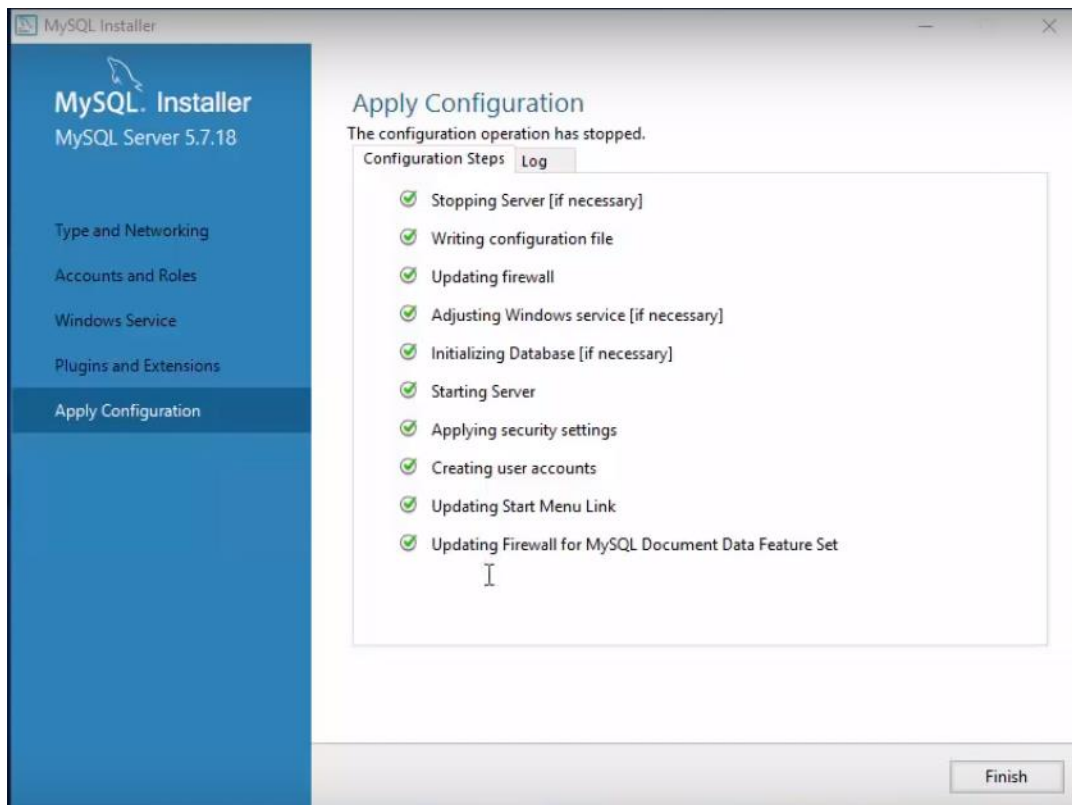 MySQL Installer
MySQL. Installer
MySQL Server 5.7.18
Type and Networking
Accounts and Roles
Windows Service
Plugins and Extensions
Apply Configuration
Apply Configuration
The configuration operation has stopped.
Configuration Steps
Log
Stopping Server [if necessary]
Writing configuration file
Updating firewall
Adjusting Windows service [if necessary]
Initializing Database [if necessary]
Starting Server
Applying security settings
Creating user accounts
Updating Start Menu Link
Updating Firewall for MySQL Document Data Feature Set
Finish